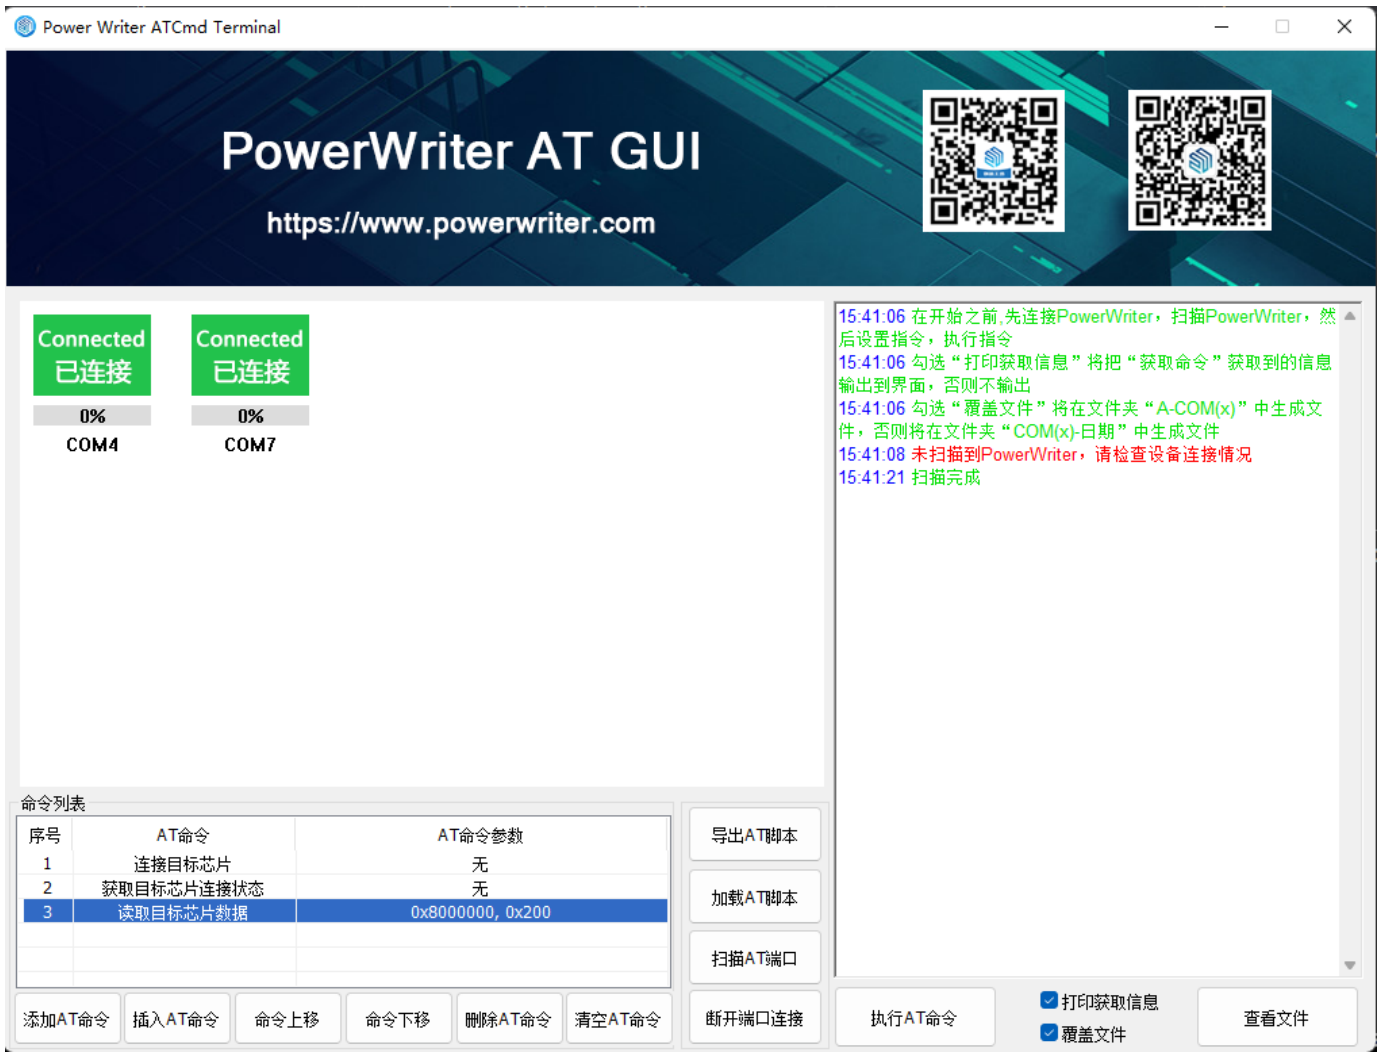 Power Writer ATCmd Terminal
PowerWriter AT GUI
https://www.powerwriter.com
Connected
已连接
0%
COM4
Connected
已连接
0%
COM7
15:41:06 在开始之前,先连接PowerWriter，扫描PowerWriter，然
后设置指令，执行指令
15:41:06 勾选“打印获取信息”将把“获取命令”获取到的信息
输出到界面，否则不输出
15:41:06 勾选“覆盖文件”将在文件夹“A-COM(x)”中生成文
件，否则将在文件夹“COM(x)-日期”中生成文件
15:41:08 未扫描到PowerWriter，请检查设备连接情况
15:41:21 扫描完成
命令列表
序号 AT命令 AT命令参数
1 连接目标芯片 无
2 获取目标芯片连接状态 无
3 读取目标芯片数据 0x8000000, 0x200
添加AT命令 插入AT命令 命令上移 命令下移 删除AT命令 清空AT命令
导出AT脚本
加载AT脚本
扫描AT端口
断开端口连接
执行AT命令
打印获取信息
覆盖文件
查看文件